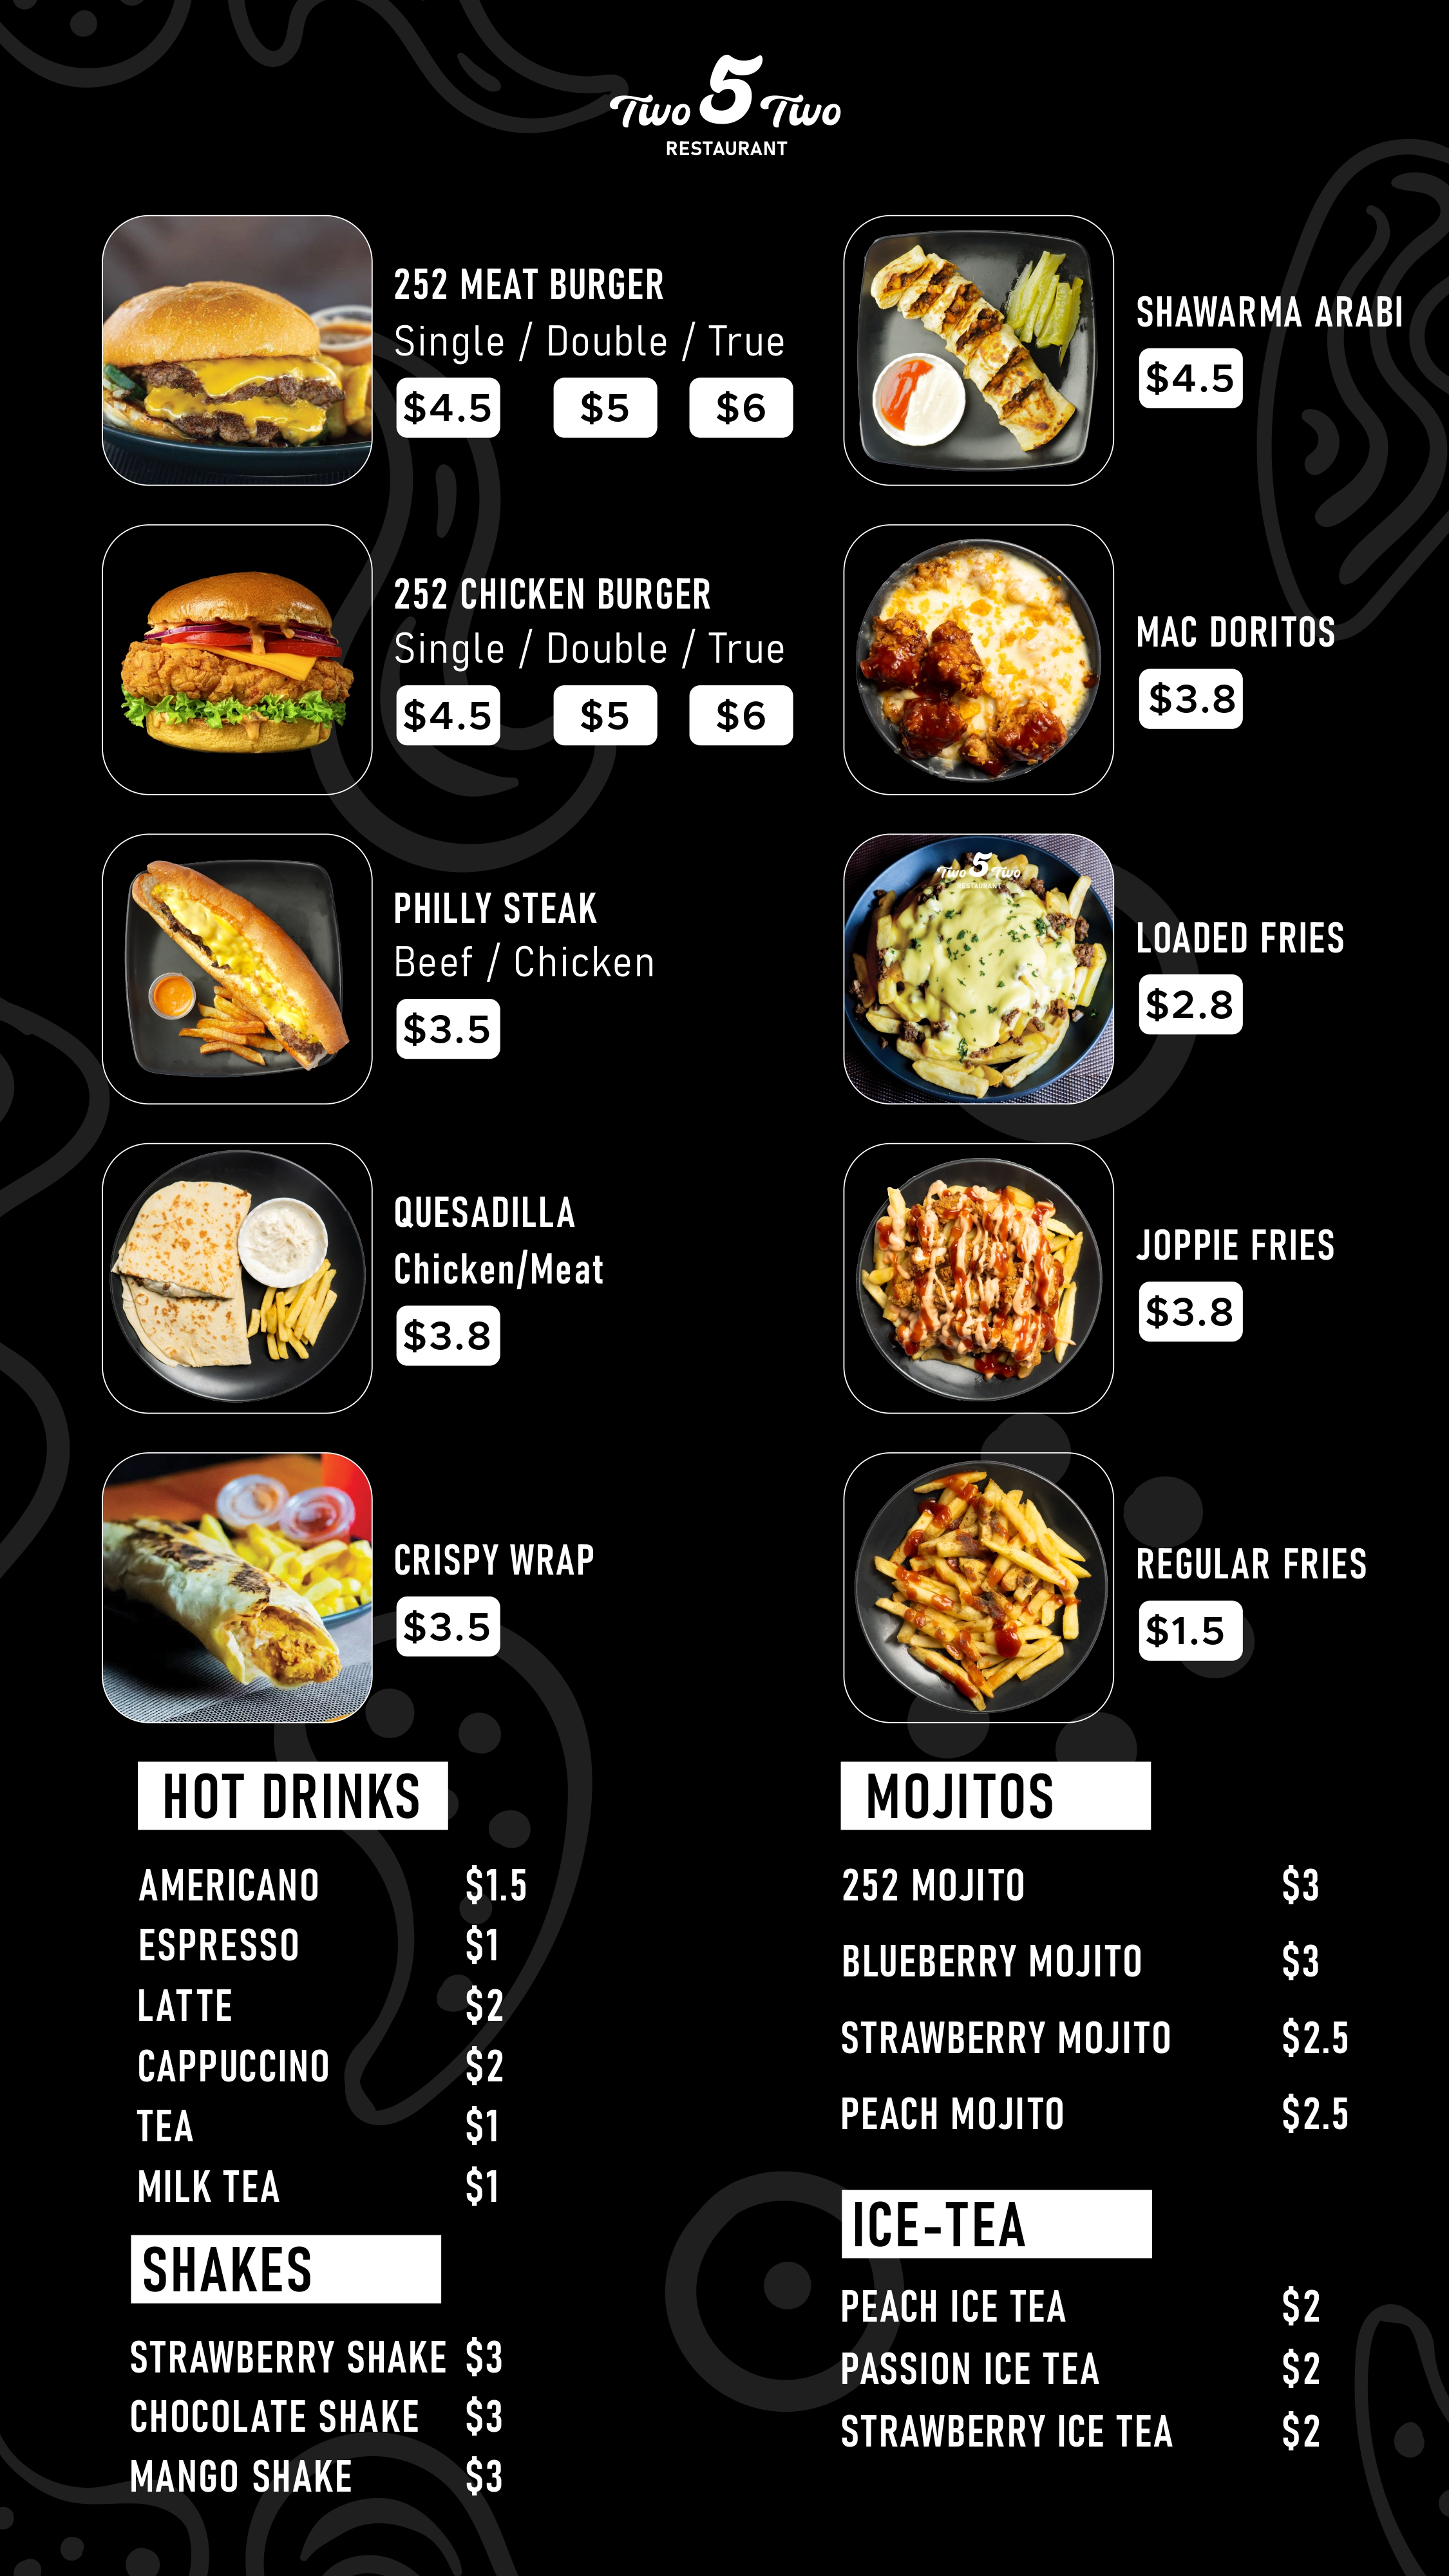 Two 5 Two
RESTAURANT
252 MEAT BURGER
Single / Double / True
$4.5 $5 $6
252 CHICKEN BURGER
Single / Double / True
$4.5 $5 $6
PHILLY STEAK
Beef / Chicken
$3.5
QUESADILLA
Chicken/Meat
$3.8
CRISPY WRAP
$3.5
SHAWARMA ARABI
$4.5
MAC DORITOS
$3.8
Two 5 Two
RESTAURANT
LOADED FRIES
$2.8
JOPPIE FRIES
$3.8
REGULAR FRIES
$1.5
HOT DRINKS
AMERICANO $1.5
ESPRESSO $1
LATTE $2
CAPPUCCINO $2
TEA $1
MILK TEA $1
SHAKES
STRAWBERRY SHAKE $3
CHOCOLATE SHAKE $3
MANGO SHAKE $3
MOJITOS
252 MOJITO $3
BLUEBERRY MOJITO $3
STRAWBERRY MOJITO $2.5
PEACH MOJITO $2.5
ICE-TEA
PEACH ICE TEA $2
PASSION ICE TEA $2
STRAWBERRY ICE TEA $2